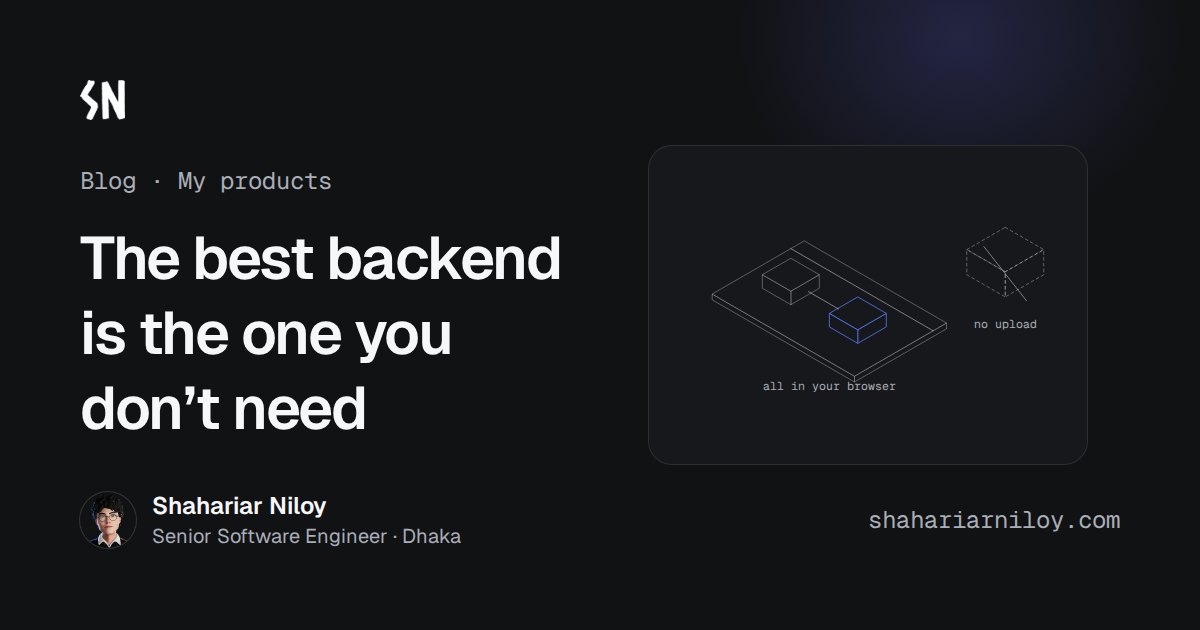 SN
Blog · My products
The best backend
is the one you
don’t need
Shahariar Niloy
Senior Software Engineer · Dhaka
all in your browser
no upload
shahariarniloy.com